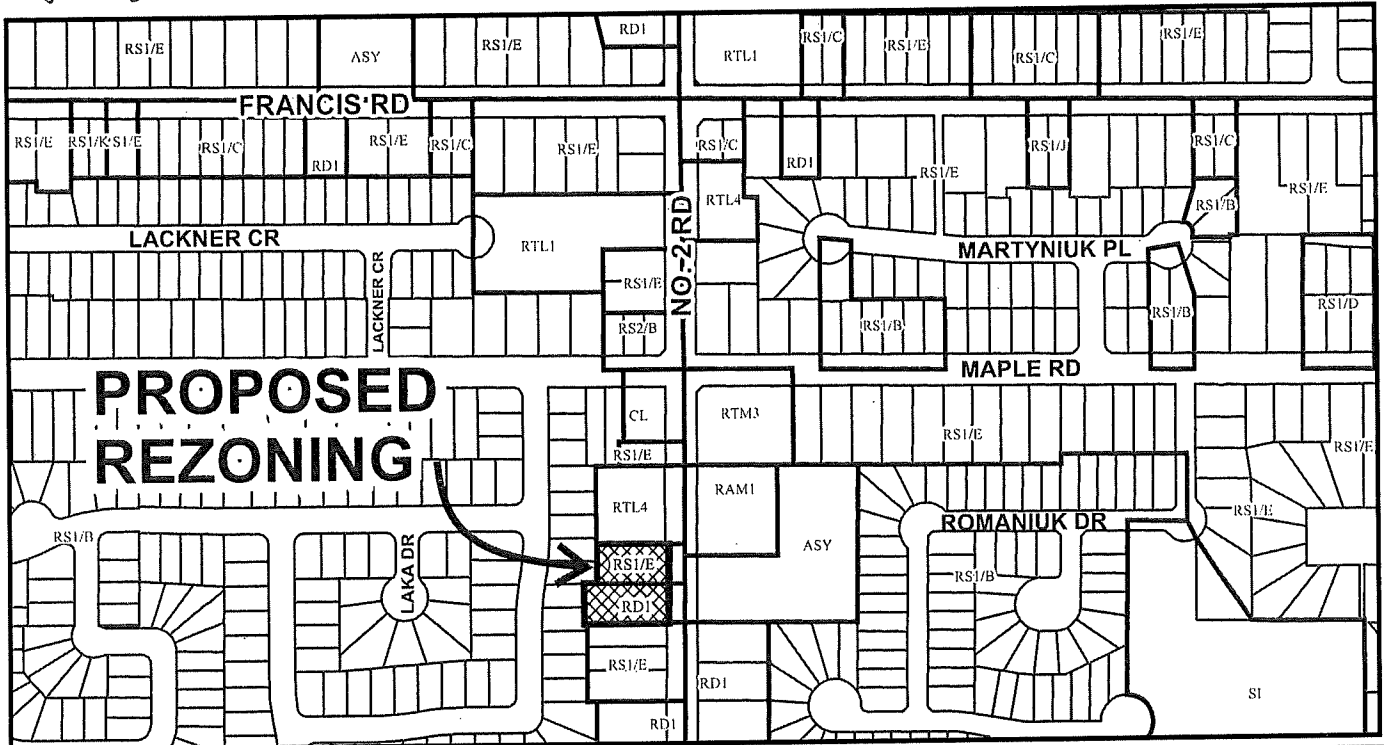 RS1/E
ASY
RS1/E
RD1
RTL1
RS1/C
RS1/E
RS1/C
RS1/E
FRANCIS RD
RS1/E
RS1/K
RS1/E
RS1/C
RD1
RS1/E
RS1/C
RS1/E
RS1/C
RD1
RS1/E
RS1/J
RS1/C
RS1/B
RS1/E
LACKNER CR
RTL1
NO. 2 RD
RTL4
MARTYNIUK PL
LACKNER CR
RS1/E
RS2/B
RS1/B
RS1/B
RS1/D
MAPLE RD
PROPOSED
REZONING
CL
RS1/E
RTM3
RS1/E
RS1/E
RTL4
RAM1
ASY
ROMANIUK DR
RS1/E
RS1/B
LAKA DR
RS1/E
RD1
RS1/B
RS1/E
RD1
RD1
SI